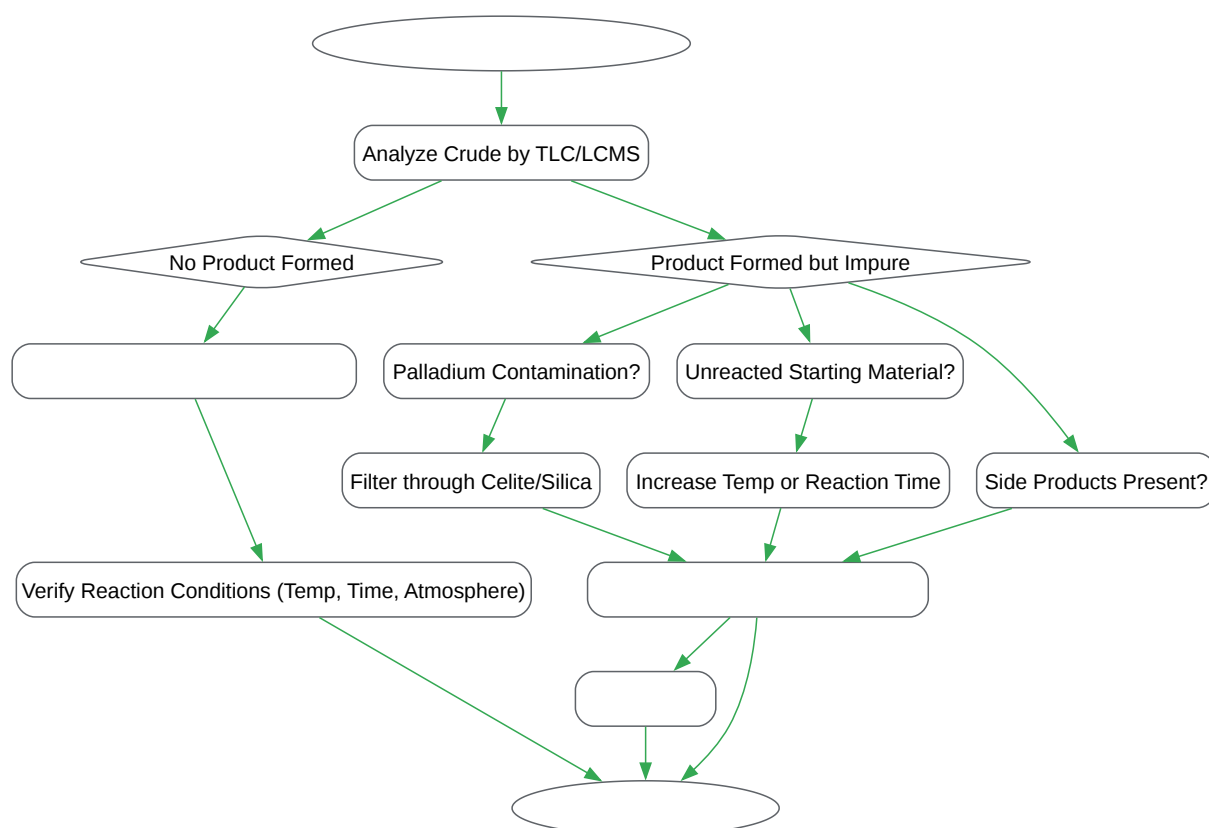 Analyze Crude by TLC/LCMS
No Product Formed
Product Formed but Impure
Palladium Contamination?
Unreacted Starting Material?
Filter through Celite/Silica
Increase Temp or Reaction Time
Side Products Present?
Verify Reaction Conditions (Temp, Time, Atmosphere)